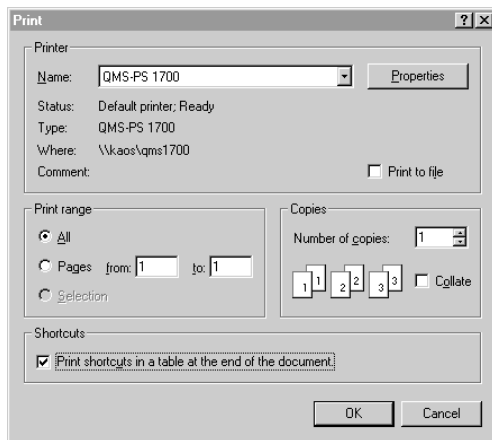 Print
Printer
Name: QMS-PS 1700 Properties
Status: Default printer; Ready
Type: QMS-PS 1700
Where: \\kaos\qms1700
Comment: Print to file
Print range
All
Pages from: 1 to: 1
Selection
Copies
Number of copies: 1
1 1 2 2 3 3 Collate
Shortcuts
Print shortcuts in a table at the end of the document.
OK Cancel